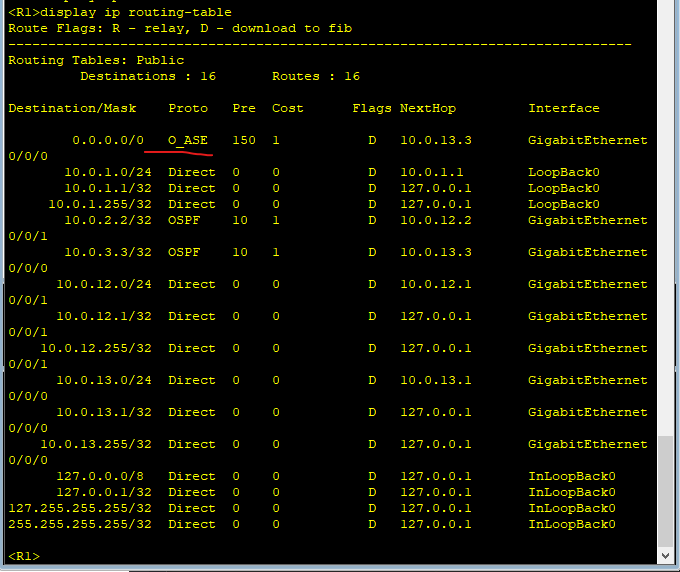 <R1>display ip routing-table
Route Flags: R - relay, D - download to fib
------------------------------------------------------------------------------
Routing Tables: Public
         Destinations : 16       Routes : 16

Destination/Mask    Proto   Pre  Cost         Flags NextHop         Interface

        0.0.0.0/0   O_ASE   150  1              D   10.0.13.3       GigabitEthernet
0/0/0
       10.0.1.0/24  Direct  0    0              D   10.0.1.1        LoopBack0
       10.0.1.1/32  Direct  0    0              D   127.0.0.1       LoopBack0
     10.0.1.255/32  Direct  0    0              D   127.0.0.1       LoopBack0
       10.0.2.2/32  OSPF    10   1              D   10.0.12.2       GigabitEthernet
0/0/1
       10.0.3.3/32  OSPF    10   1              D   10.0.13.3       GigabitEthernet
0/0/0
      10.0.12.0/24  Direct  0    0              D   10.0.12.1       GigabitEthernet
0/0/1
      10.0.12.1/32  Direct  0    0              D   127.0.0.1       GigabitEthernet
0/0/1
    10.0.12.255/32  Direct  0    0              D   127.0.0.1       GigabitEthernet
0/0/1
      10.0.13.0/24  Direct  0    0              D   10.0.13.1       GigabitEthernet
0/0/0
      10.0.13.1/32  Direct  0    0              D   127.0.0.1       GigabitEthernet
0/0/0
    10.0.13.255/32  Direct  0    0              D   127.0.0.1       GigabitEthernet
0/0/0
      127.0.0.0/8   Direct  0    0              D   127.0.0.1       InLoopBack0
      127.0.0.1/32  Direct  0    0              D   127.0.0.1       InLoopBack0
127.255.255.255/32  Direct  0    0              D   127.0.0.1       InLoopBack0
255.255.255.255/32  Direct  0    0              D   127.0.0.1       InLoopBack0

<R1>